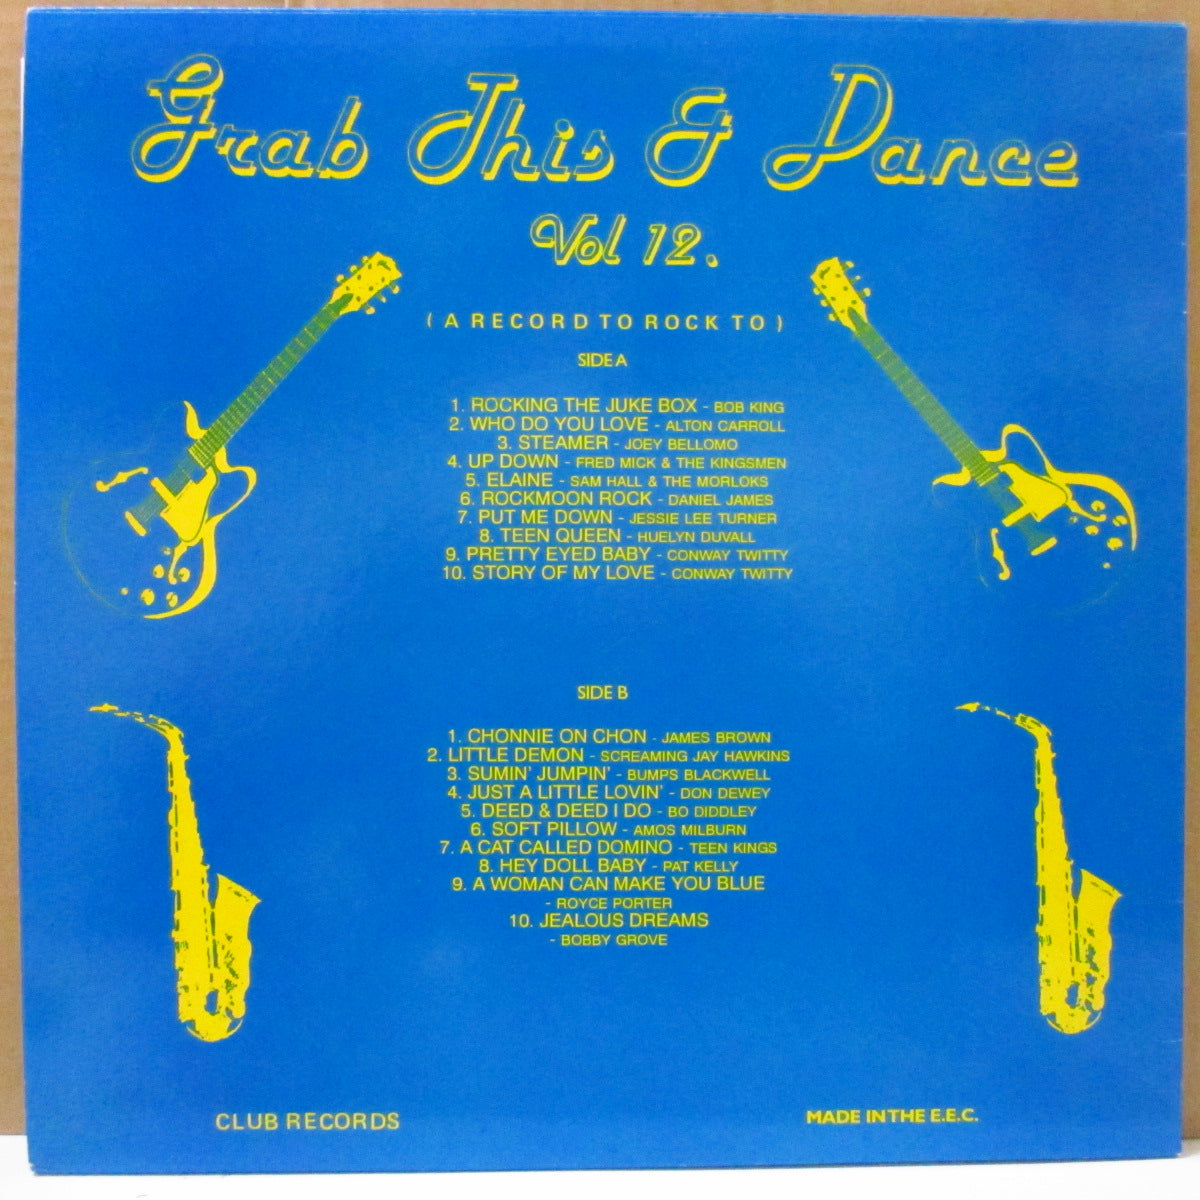 Grab This & Dance
Vol 12.
( A RECORD TO ROCK TO )
SIDE A
1. ROCKING THE JUKE BOX - BOB KING
2. WHO DO YOU LOVE - ALTON CARROLL
3. STEAMER - JOEY BELLOMO
4. UP DOWN - FRED MICK & THE KINGSMEN
5. ELAINE - SAM HALL & THE MORLOKS
6. ROCKMOON ROCK - DANIEL JAMES
7. PUT ME DOWN - JESSIE LEE TURNER
8. TEEN QUEEN - HUELYN DUVALL
9. PRETTY EYED BABY - CONWAY TWITTY
10. STORY OF MY LOVE - CONWAY TWITTY
SIDE B
1. CHONNIE ON CHON - JAMES BROWN
2. LITTLE DEMON - SCREAMING JAY HAWKINS
3. SUMIN' JUMPIN' - BUMPS BLACKWELL
4. JUST A LITTLE LOVIN' - DON DEWEY
5. DEED & DEED I DO - BO DIDDLEY
6. SOFT PILLOW - AMOS MILBURN
7. A CAT CALLED DOMINO - TEEN KINGS
8. HEY DOLL BABY - PAT KELLY
9. A WOMAN CAN MAKE YOU BLUE
- ROYCE PORTER
10. JEALOUS DREAMS
- BOBBY GROVE
CLUB RECORDS
MADE IN THE E.E.C.